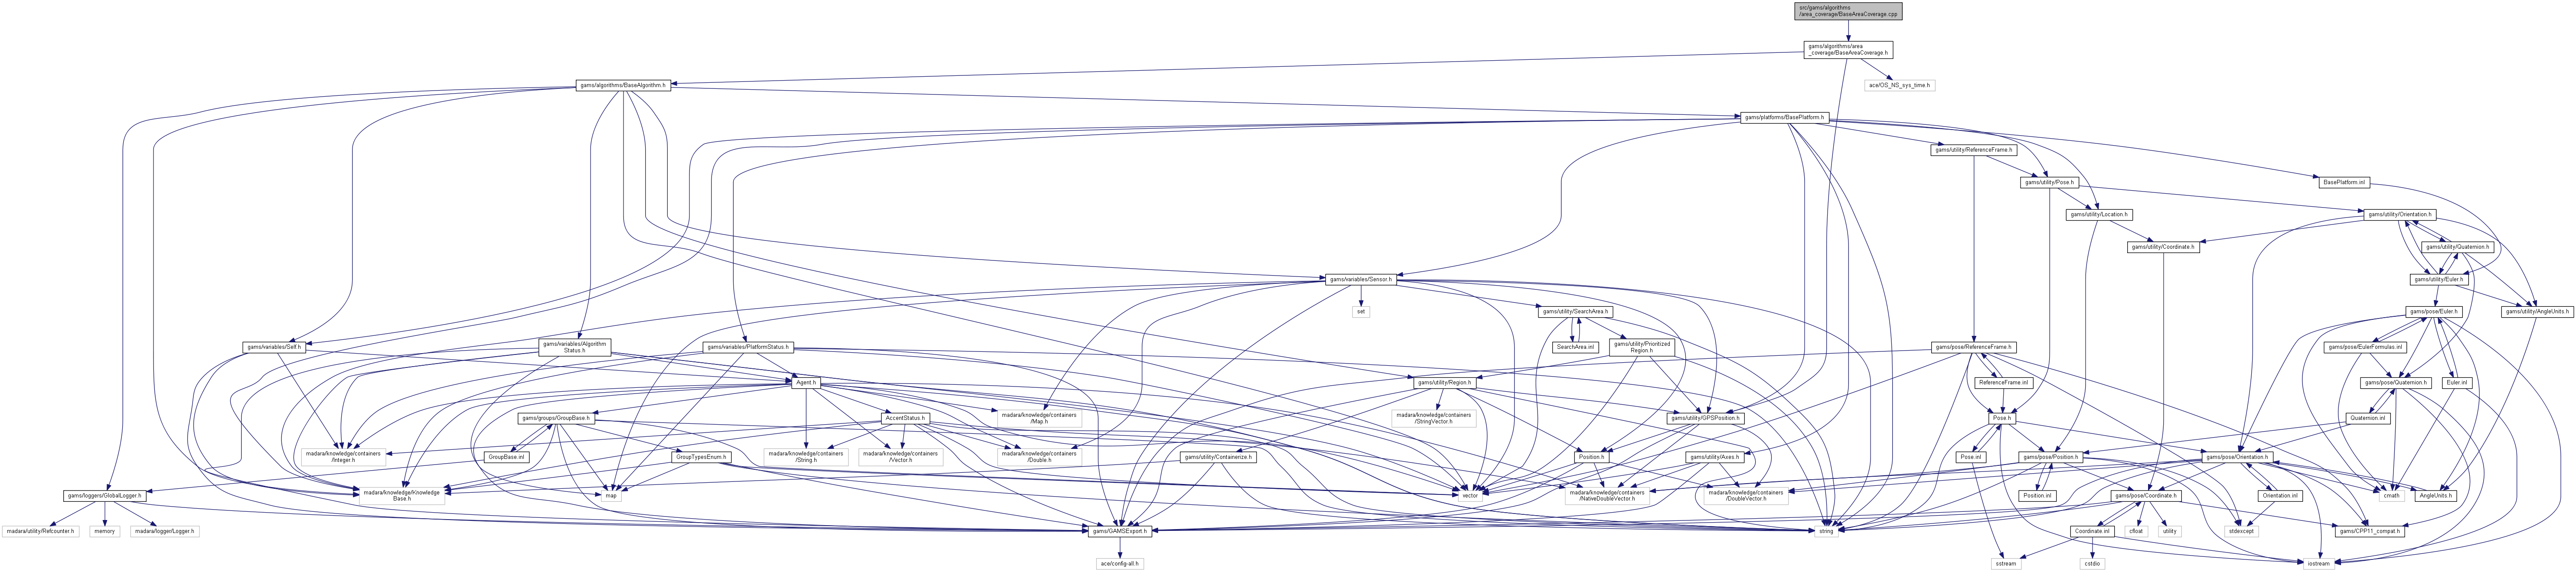 src/gams/algorithms
/area_coverage/BaseAreaCoverage.cpp
gams/algorithms/area
_coverage/BaseAreaCoverage.h
gams/algorithms/BaseAlgorithm.h
ace/OS_NS_sys_time.h
gams/platforms/BasePlatform.h
gams/utility/ReferenceFrame.h
gams/utility/Pose.h
BasePlatform.inl
gams/utility/Location.h
gams/utility/Orientation.h
gams/utility/Coordinate.h
gams/utility/Quaternion.h
gams/variables/Sensor.h
gams/utility/Euler.h
set
gams/utility/SearchArea.h
gams/pose/Euler.h
gams/utility/AngleUnits.h
gams/variables/Self.h
gams/variables/Algorithm
Status.h
gams/variables/PlatformStatus.h
SearchArea.inl
gams/utility/Prioritized
Region.h
gams/pose/ReferenceFrame.h
gams/pose/EulerFormulas.inl
Agent.h
gams/utility/Region.h
ReferenceFrame.inl
gams/pose/Quaternion.h
Euler.inl
gams/groups/GroupBase.h
AccentStatus.h
madara/knowledge/containers
/Map.h
madara/knowledge/containers
/StringVector.h
gams/utility/GPSPosition.h
Pose.h
Quaternion.inl
madara/knowledge/containers
/Integer.h
GroupBase.inl
GroupTypesEnum.h
madara/knowledge/containers
/String.h
madara/knowledge/containers
/Vector.h
madara/knowledge/containers
/Double.h
gams/utility/Containerize.h
Position.h
gams/utility/Axes.h
Pose.inl
gams/pose/Position.h
gams/pose/Orientation.h
gams/loggers/GlobalLogger.h
madara/knowledge/Knowledge
Base.h
map
vector
madara/knowledge/containers
/NativeDoubleVector.h
madara/knowledge/containers
/DoubleVector.h
Position.inl
gams/pose/Coordinate.h
Orientation.inl
cmath
AngleUnits.h
madara/utility/Refcounter.h
memory
madara/logger/Logger.h
gams/GAMSExport.h
string
Coordinate.inl
cfloat
utility
stdexcept
gams/CPP11_compat.h
ace/config-all.h
sstream
cstdio
iostream